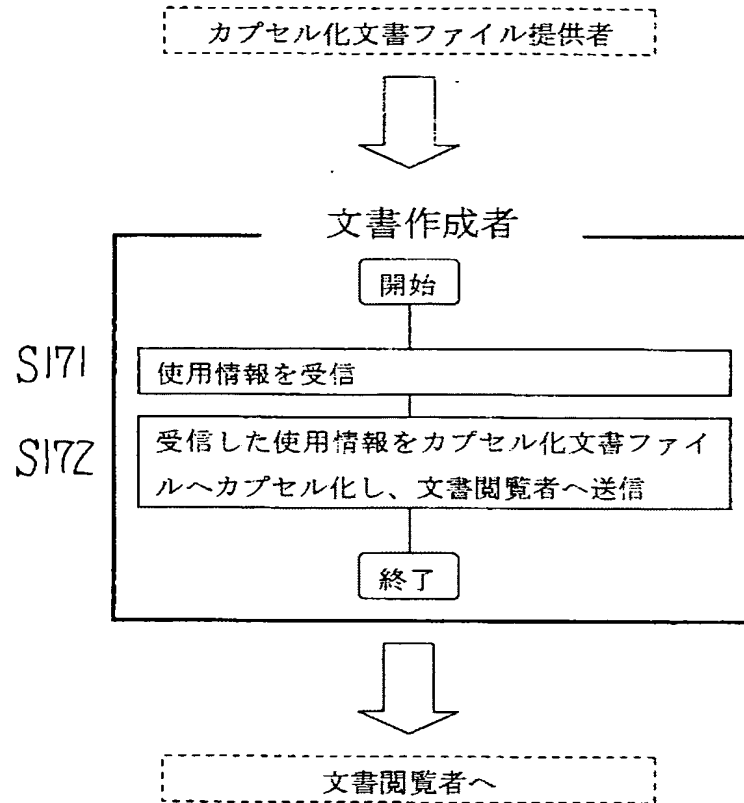 カプセル化文書ファイル提供者
文書作成者
開始
S171
使用情報を受信
S172
受信した使用情報をカプセル化文書ファイ
ルへカプセル化し、文書閲覧者へ送信
終了
文書閲覧者へ